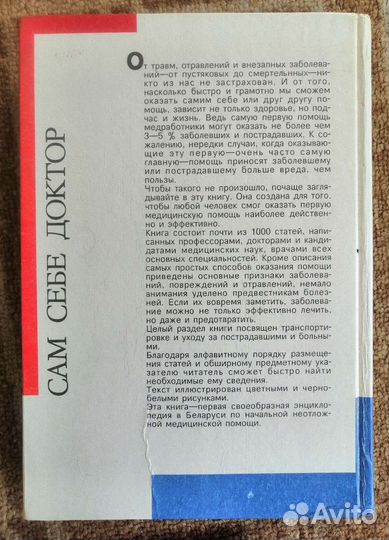 САМ СЕБЕ ДОКТОР
От травм, отравлений и внезапных заболева-
ний—от пустяковых до смертельнных—ни-
кто из нас не застрахован. И от того,
насколько быстро и грамотно мы сможем
оказать самим себе или друг другу по-
мощь, зависит не только здоровье, но под-
час и жизнь. Ведь самую первую помощь
медработники могут оказать не более чем
3—5 % заболевших и пострадавших. К со-
жалению, нередки случаи, когда оказываю-
щие эту первую—очень часто самую
главную—помощь приносят заболевшему
или пострадавшему больше вреда, чем
пользы.
Чтобы такого не произошло, почаще загля-
дывайте в эту книгу. Она создана для того,
чтобы любой человек смог оказать первую
медицинскую помощь наиболее действен-
но и эффективно.
Книга состоит почти из 1000 статей, напи-
санных профессорами, докторами и канди-
датами медицинских наук, врачами всех
основных специальностей. Кроме описания
самых простых способов оказания помощи
приведены основные признаки заболева-
ний, повреждений и отравлений, немало
внимания уделено предвестникам болез-
ней. Если их вовремя заметить, заболевание
можно не только эффективно лечить,
но даже и предотвратить.
Целый раздел книги посвящен транспорти-
ровке и уходу за пострадавшими и больны-
ми.
Благодаря алфавитному порядку размеще-
ния статей и обширному предметному ука-
зателю читатель сможет быстро найти
необходимые ему сведения.
Текст иллюстрирован цветными и черно-
белыми рисунками.
Эта книга—первая своеобразная энцикло-
педия в Беларуси по начальной неотлож-
ной медицинской помощи.
Avito